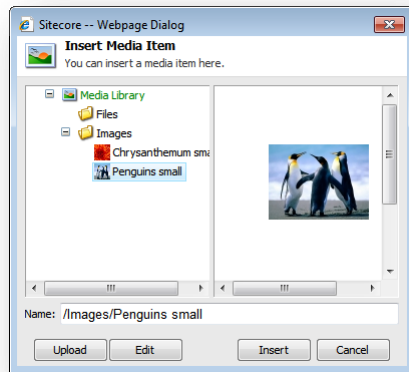 Sitecore -- Webpage Dialog
Insert Media Item
You can insert a media item here.
Media Library
Files
Images
Chrysanthemum sma
Penguins small
Name: /Images/Penguins small
Upload Edit Insert Cancel